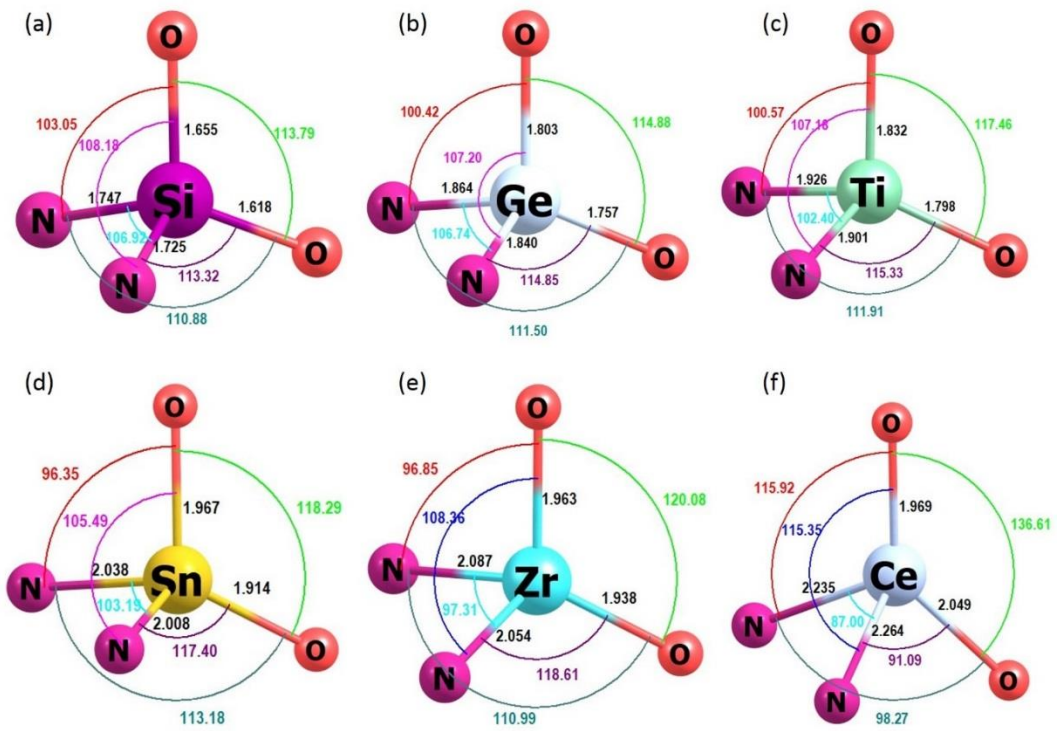 (a)
O
103.05
108.18
1.655
113.79
N
1.747
Si
1.618
106.92
1.725
O
N
113.32
110.88
(b)
O
100.42
1.803
114.88
107.20
N
1.864
Ge
1.757
106.74
1.840
O
N
114.85
111.50
(c)
O
100.57
107.18
1.832
117.46
N
1.926
Ti
1.798
102.40
1.901
O
N
115.33
111.91
(d)
O
96.35
105.49
1.967
118.29
N
2.038
Sn
1.914
103.19
2.008
O
N
117.40
113.18
(e)
O
96.85
108.36
1.963
120.08
N
2.087
Zr
1.938
97.31
2.054
O
N
118.61
110.99
(f)
O
115.92
115.35
1.969
136.61
N
2.235
Ce
2.049
87.00
2.264
O
N
91.09
98.27